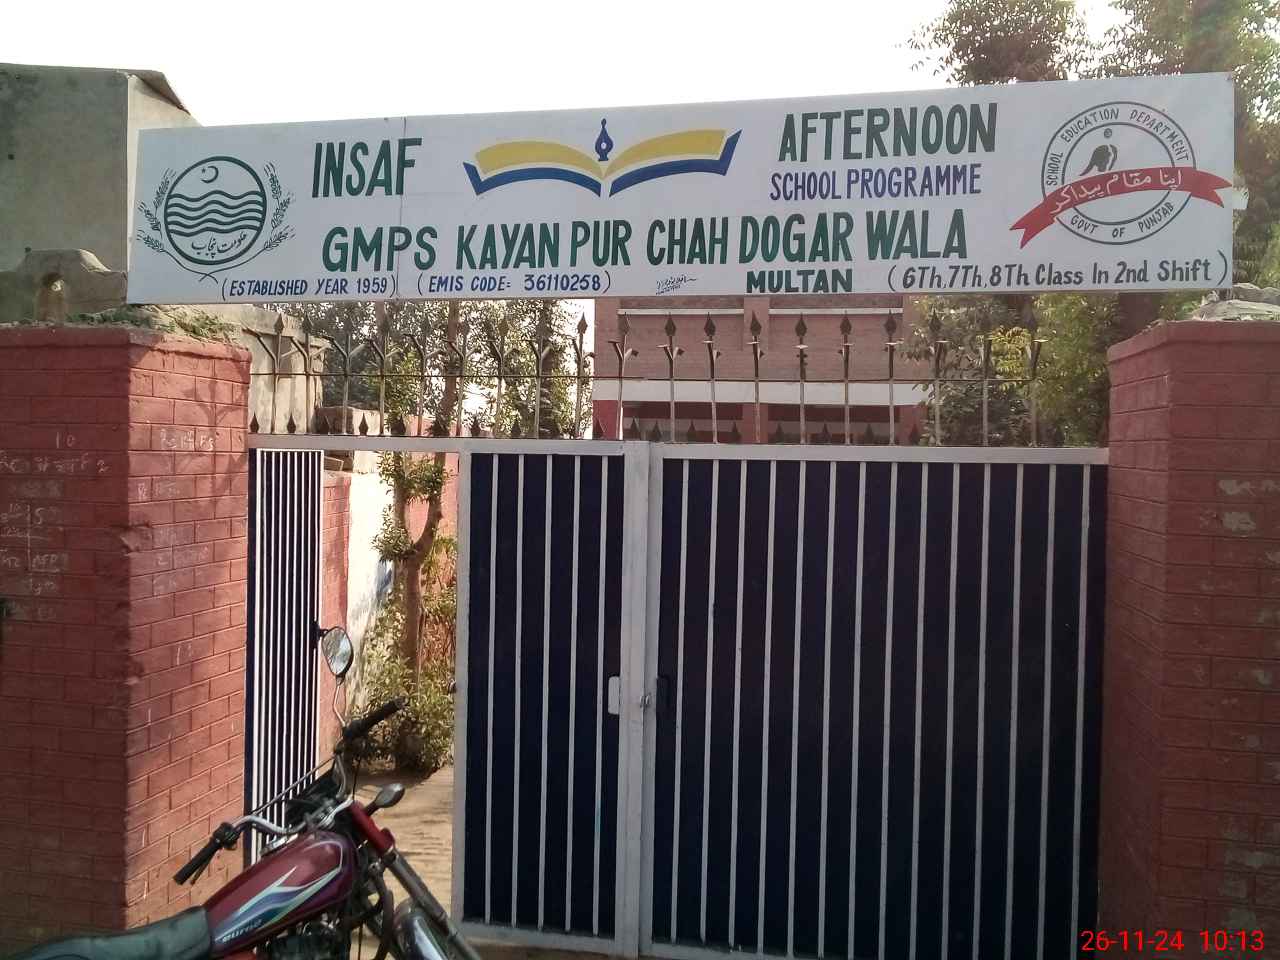 INSAF
AFTERNOON
SCHOOL PROGRAMME
GMPS KAYAN PUR CHAH DOGAR WALA
(ESTABLISHED YEAR 1959) (EMIS CODE: 36110258)
MULTAN
(6Th,7Th,8Th Class In 2nd Shift)
حکومت پنجاب
SCHOOL EDUCATION DEPARTMENT
اپنا مقام پیدا کر
GOVT OF PUNJAB
euro2
26-11-24 10:13